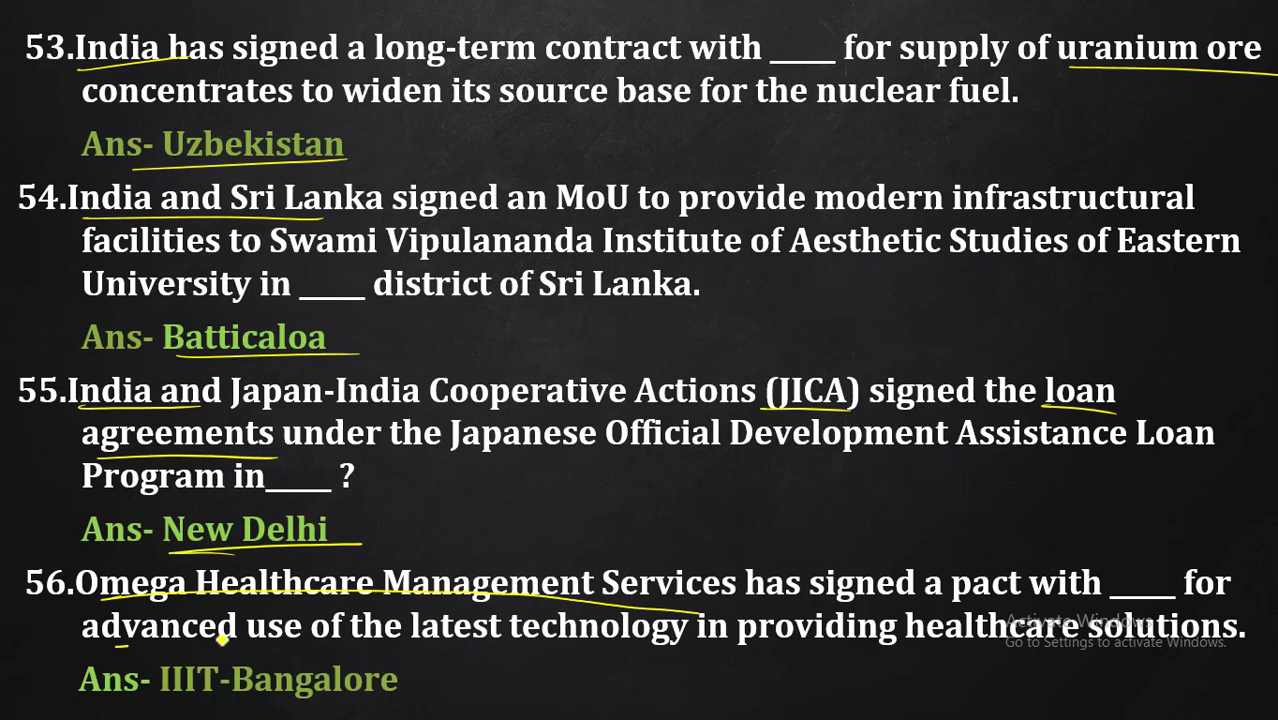 53.India has signed a long-term contract with _____ for supply of uranium ore
concentrates to widen its source base for the nuclear fuel.
Ans- Uzbekistan
54.India and Sri Lanka signed an MoU to provide modern infrastructural
facilities to Swami Vipulananda Institute of Aesthetic Studies of Eastern
University in _____ district of Sri Lanka.
Ans- Batticaloa
55.India and Japan-India Cooperative Actions (JICA) signed the loan
agreements under the Japanese Official Development Assistance Loan
Program in_____ ?
Ans- New Delhi
56.Omega Healthcare Management Services has signed a pact with _____ for
advanced use of the latest technology in providing healthcare solutions.
Activate Windows
Go to Settings to activate Windows.
Ans- IIIT-Bangalore